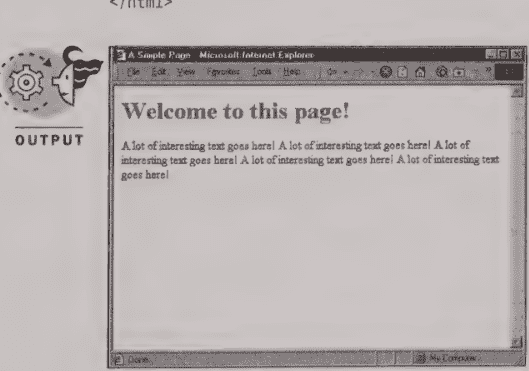 </html>
A Simple Page - Microsoft Internet Explorer
File Edit View Favorites Tools Help
Welcome to this page!
OUTPUT
A lot of interesting text goes here! A lot of interesting text goes here! A lot of
interesting text goes here! A lot of interesting text goes here! A lot of interesting text
goes here!
Done
My Computer